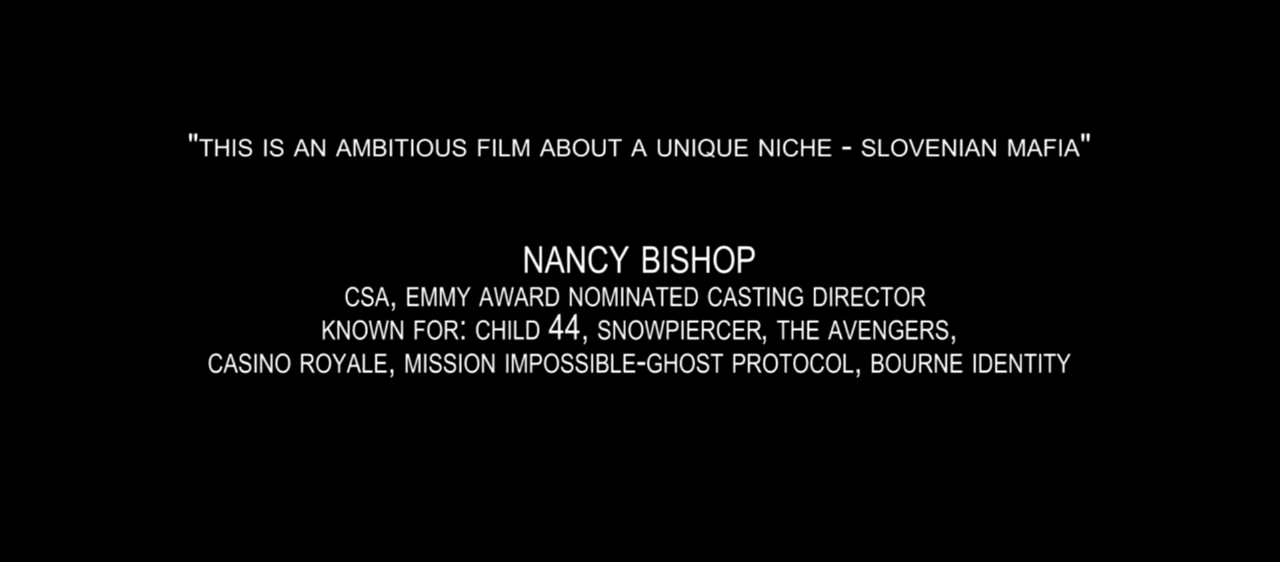 "THIS IS AN AMBITIOUS FILM ABOUT A UNIQUE NICHE - SLOVENIAN MAFIA"
NANCY BISHOP
CSA, EMMY AWARD NOMINATED CASTING DIRECTOR
KNOWN FOR: CHILD 44, SNOWPIERCER, THE AVENGERS,
CASINO ROYALE, MISSION IMPOSSIBLE-GHOST PROTOCOL, BOURNE IDENTITY